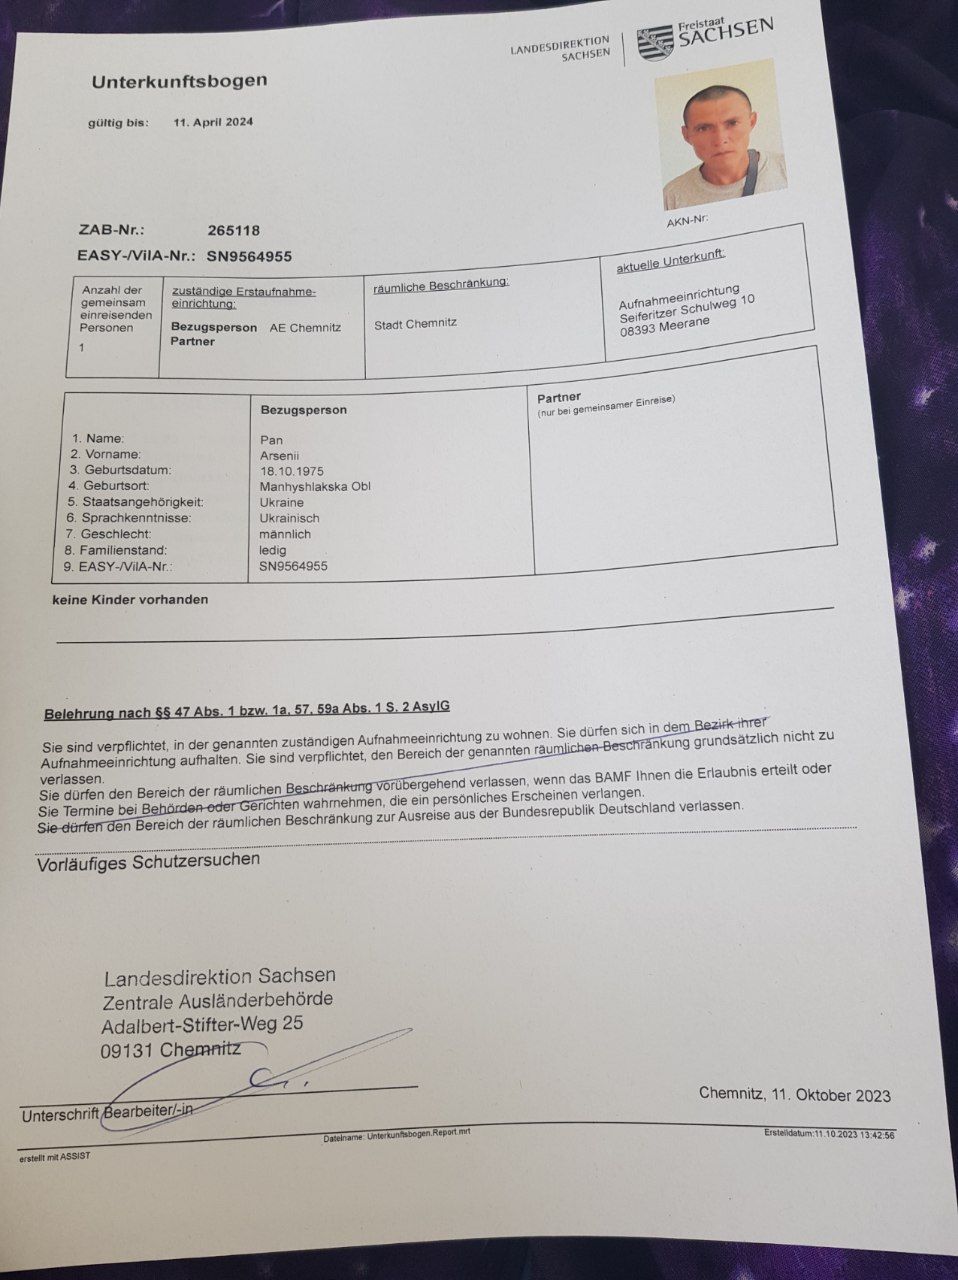 LANDESDIREKTION
SACHSEN
Freistaat
SACHSEN
Unterkunftsbogen
gültig bis: 11. April 2024
AKN-Nr:
ZAB-Nr.: 265118
EASY-/VilA-Nr.: SN9564955
Anzahl der
gemeinsam
einreisenden
Personen
1
zuständige Erstaufnahme-
einrichtung:
Bezugsperson AE Chemnitz
Partner
räumliche Beschränkung:
Stadt Chemnitz
aktuelle Unterkunft:
Aufnahmeeinrichtung
Seiferitzer Schulweg 10
08393 Meerane
Bezugsperson
Partner
(nur bei gemeinsamer Einreise)
1. Name: Pan
2. Vorname: Arsenii
3. Geburtsdatum: 18.10.1975
4. Geburtsort: Manhyshlakska Obl
5. Staatsangehörigkeit: Ukraine
6. Sprachkenntnisse: Ukrainisch
7. Geschlecht: männlich
8. Familienstand: ledig
9. EASY-/VilA-Nr.: SN9564955
keine Kinder vorhanden
Belehrung nach §§ 47 Abs. 1 bzw. 1a, 57, 59a Abs. 1 S. 2 AsylG
Sie sind verpflichtet, in der genannten zuständigen Aufnahmeeinrichtung zu wohnen. Sie dürfen sich in dem Bezirk ihrer
Aufnahmeeinrichtung aufhalten. Sie sind verpflichtet, den Bereich der genannten räumlichen Beschränkung grundsätzlich nicht zu
verlassen.
Sie dürfen den Bereich der räumlichen Beschränkung vorübergehend verlassen, wenn das BAMF Ihnen die Erlaubnis erteilt oder
Sie Termine bei Behörden oder Gerichten wahrnehmen, die ein persönliches Erscheinen verlangen.
Sie dürfen den Bereich der räumlichen Beschränkung zur Ausreise aus der Bundesrepublik Deutschland verlassen.
Vorläufiges Schutzersuchen
Landesdirektion Sachsen
Zentrale Ausländerbehörde
Adalbert-Stifter-Weg 25
09131 Chemnitz
Unterschrift Bearbeiter/-in
Chemnitz, 11. Oktober 2023
erstellt mit ASSIST
Dateiname: Unterkunftsbogen.Report.mrt
Erstelldatum:11.10.2023 13:42:56